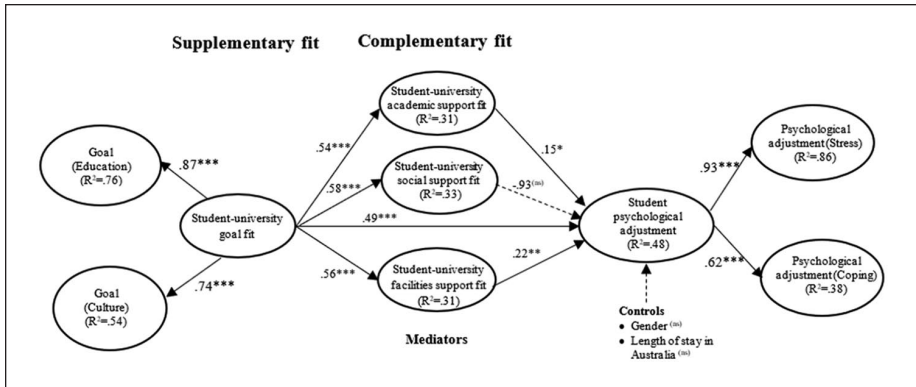 Supplementary fit
Complementary fit
Student-university
academic support fit
(R²=.31)
Goal
(Education)
(R²=.76)
.87***
.54***
.15*
Psychological
adjustment (Stress)
(R²=.86)
.93***
Student-university
social support fit
(R²=.33)
.58***
-.93(ns)
Student-university
goal fit
.49***
Student
psychological
adjustment
(R²=.48)
.74***
.56***
.22**
.62***
Goal
(Culture)
(R²=.54)
Student-university
facilities support fit
(R²=.31)
Psychological
adjustment (Coping)
(R²=.38)
Mediators
Controls
• Gender (ns)
• Length of stay in
Australia (ns)